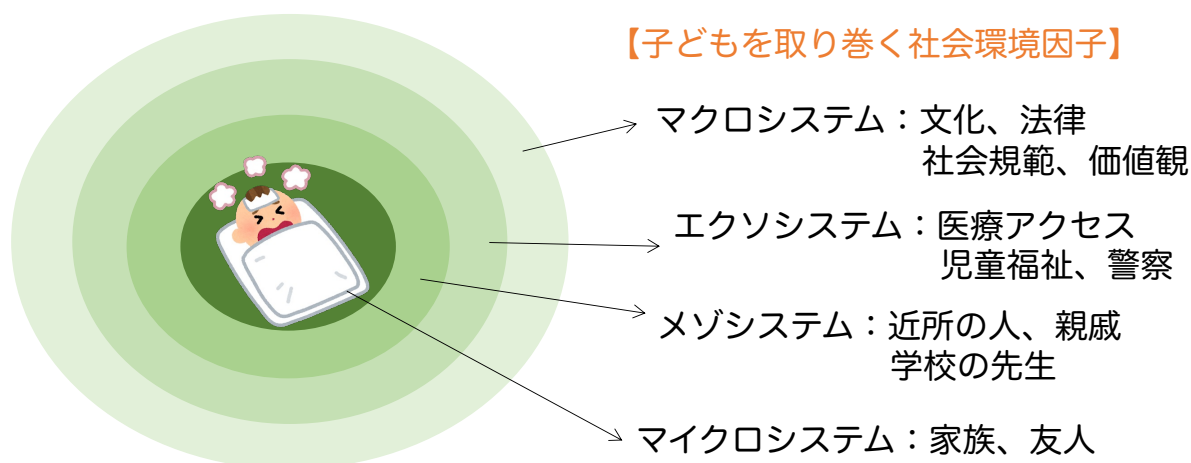 【子どもを取り巻く社会環境因子】
マクロシステム：文化、法律
社会規範、価値観
エクソシステム：医療アクセス
児童福祉、警察
メゾシステム：近所の人、親戚
学校の先生
マイクロシステム：家族、友人